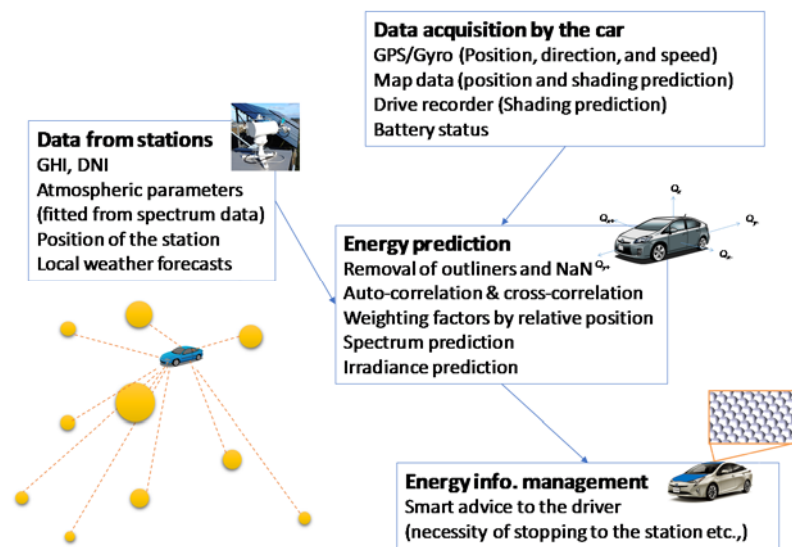 Data acquisition by the car
GPS/Gyro (Position, direction, and speed)
Map data (position and shading prediction)
Drive recorder (Shading prediction)
Battery status
Data from stations
GHI, DNI
Atmospheric parameters
(fitted from spectrum data)
Position of the station
Local weather forecasts
Energy prediction
Removal of outliners and NaN
Auto-correlation & cross-correlation
Weighting factors by relative position
Spectrum prediction
Irradiance prediction
Energy info. management
Smart advice to the driver
(necessity of stopping to the station etc.,)